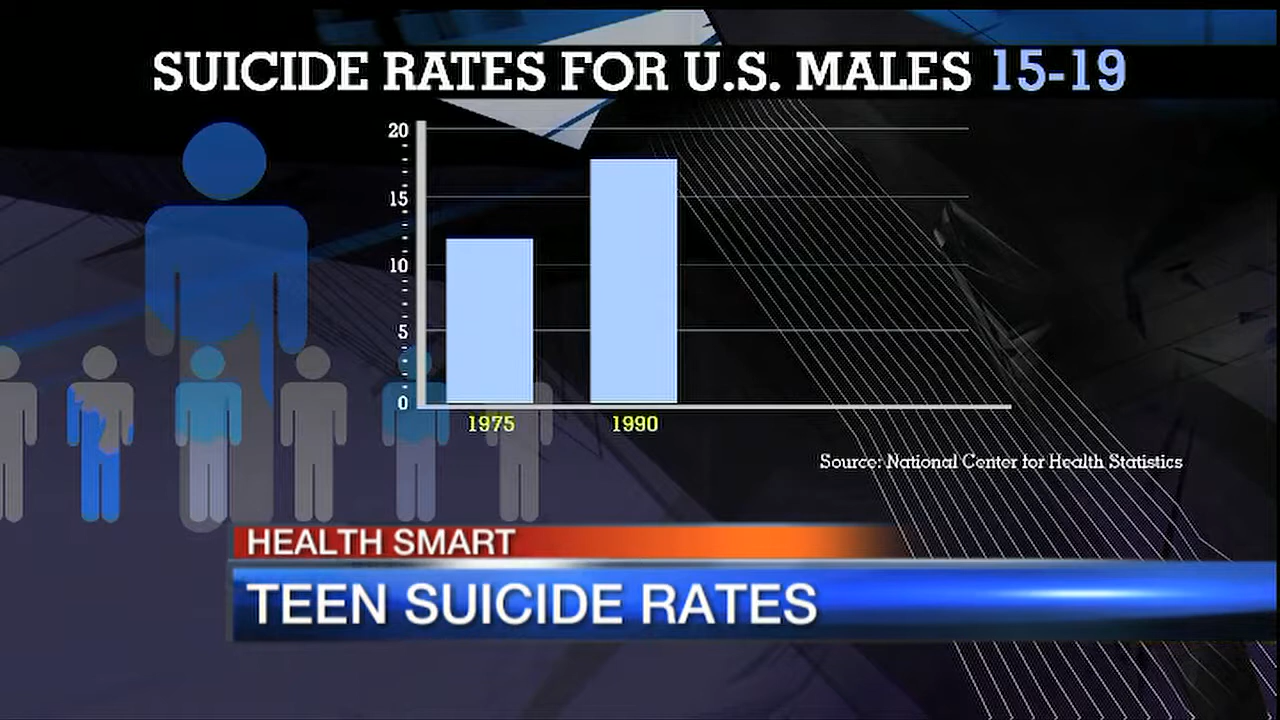 SUICIDE RATES FOR U.S. MALES 15-19
20
15
10
5
0
1975 1990
Source: National Center for Health Statistics
HEALTH SMART
TEEN SUICIDE RATES